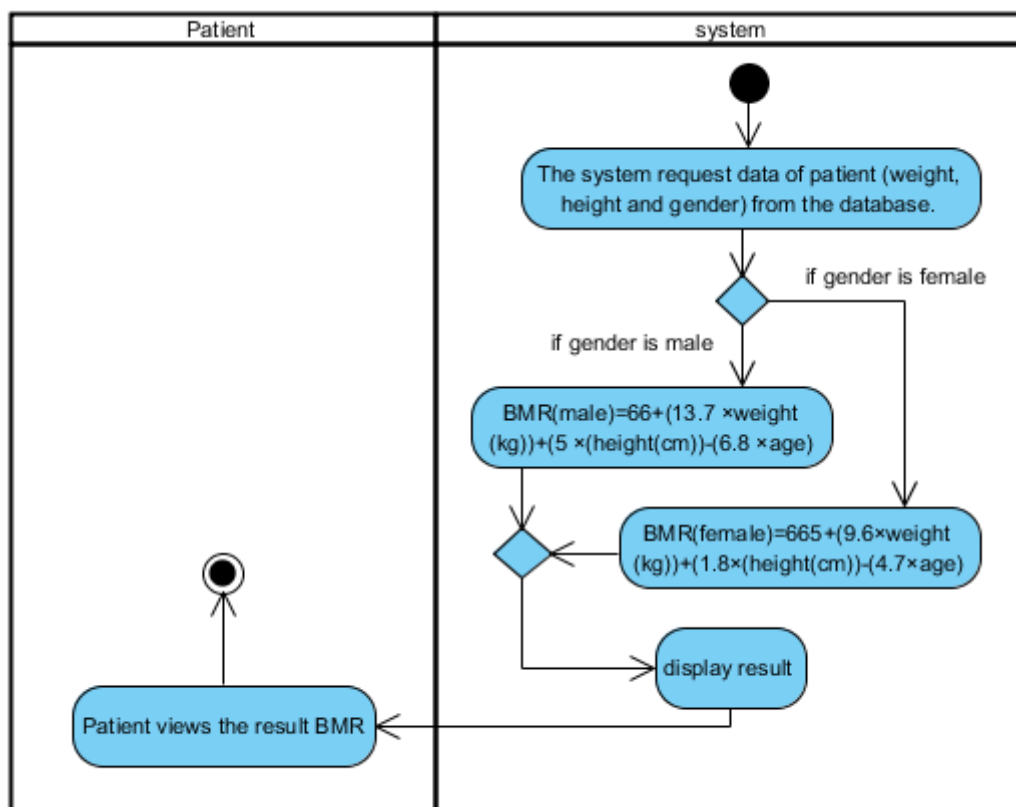 Patient
system
The system request data of patient (weight,
height and gender) from the database.
if gender is female
if gender is male
BMR(male)=66+(13.7 ×weight
(kg))+(5 ×(height(cm))-(6.8 ×age)
BMR(female)=665+(9.6×weight
(kg))+(1.8×(height(cm))-(4.7×age)
display result
Patient views the result BMR